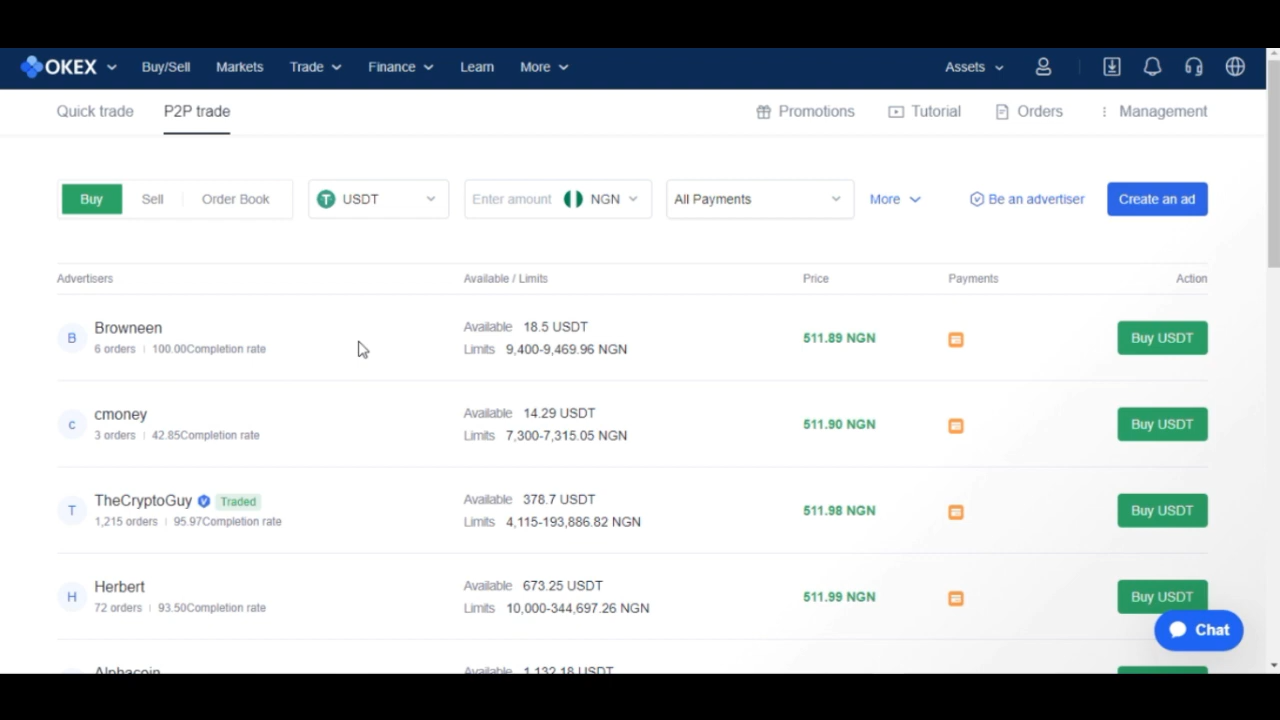 OKEX Buy/Sell Markets Trade Finance Learn More Assets
Quick trade P2P trade Promotions Tutorial Orders Management
Buy Sell Order Book T USDT Enter amount NGN All Payments More Be an advertiser Create an ad
Advertisers Available / Limits Price Payments Action
B Browneen Available 18.5 USDT 511.89 NGN Buy USDT
6 orders | 100.00Completion rate Limits 9,400-9,469.96 NGN
c cmoney Available 14.29 USDT 511.90 NGN Buy USDT
3 orders | 42.85Completion rate Limits 7,300-7,315.05 NGN
T TheCryptoGuy Traded Available 378.7 USDT 511.98 NGN Buy USDT
1,215 orders | 95.97Completion rate Limits 4,115-193,886.82 NGN
H Herbert Available 673.25 USDT 511.99 NGN Buy USDT
72 orders | 93.50Completion rate Limits 10,000-344,697.26 NGN
Chat
Alphacoin Available 1,132.18 USDT